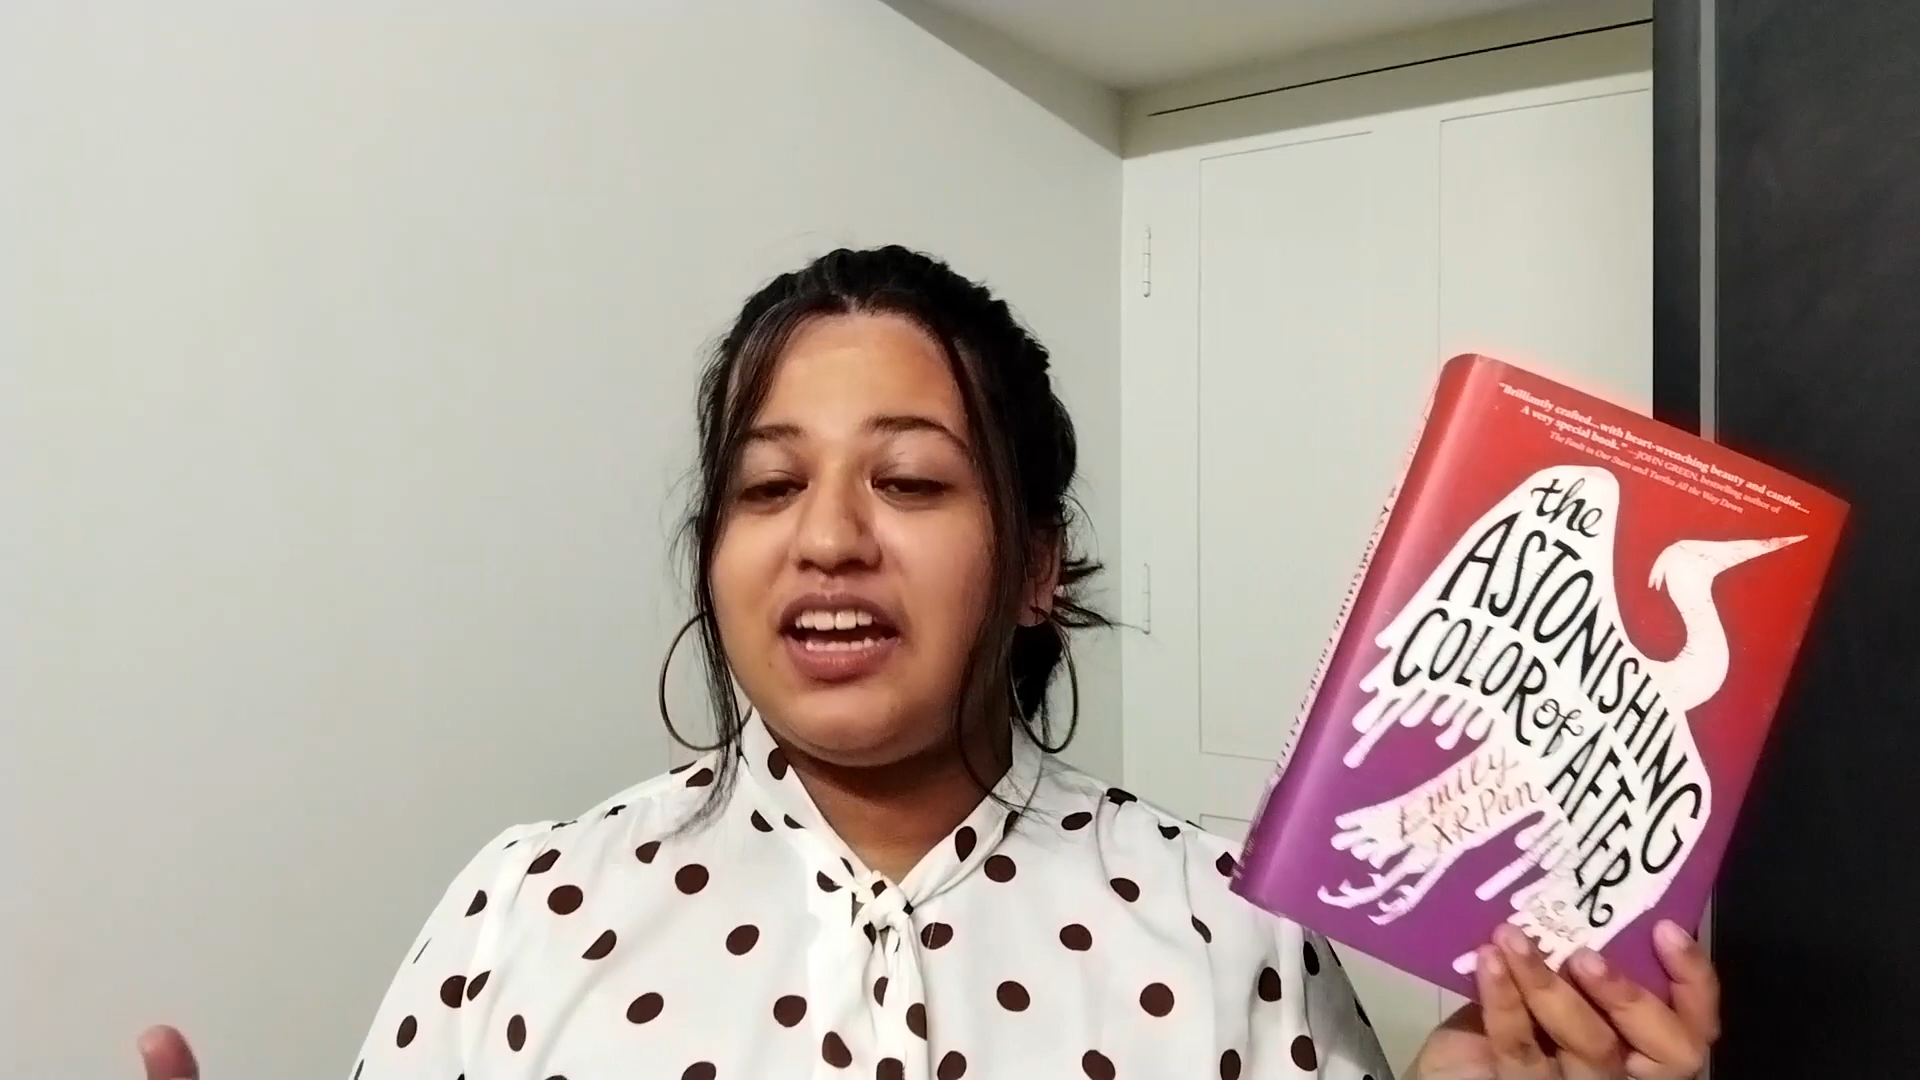 "Brilliantly crafted...with heart-wrenching beauty and candor....
A very special book." —JOHN GREEN, bestselling author of
The Fault in Our Stars and Turtles All the Way Down
the
ASTONISHING
COLOR of
AFTER
Emily
X.R. Pan